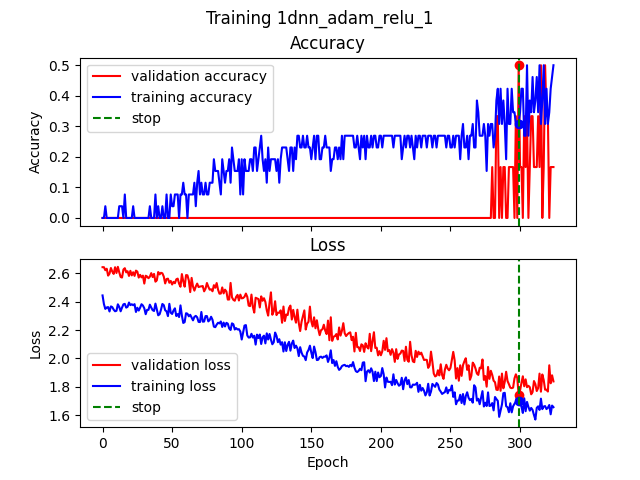 Training 1dnn_adam_relu_1
Accuracy
0.5
0.4
0.3
0.2
0.1
0.0
Accuracy
validation accuracy
training accuracy
stop
Loss
2.6
2.4
2.2
2.0
1.8
1.6
Loss
validation loss
training loss
stop
0 50 100 150 200 250 300
Epoch